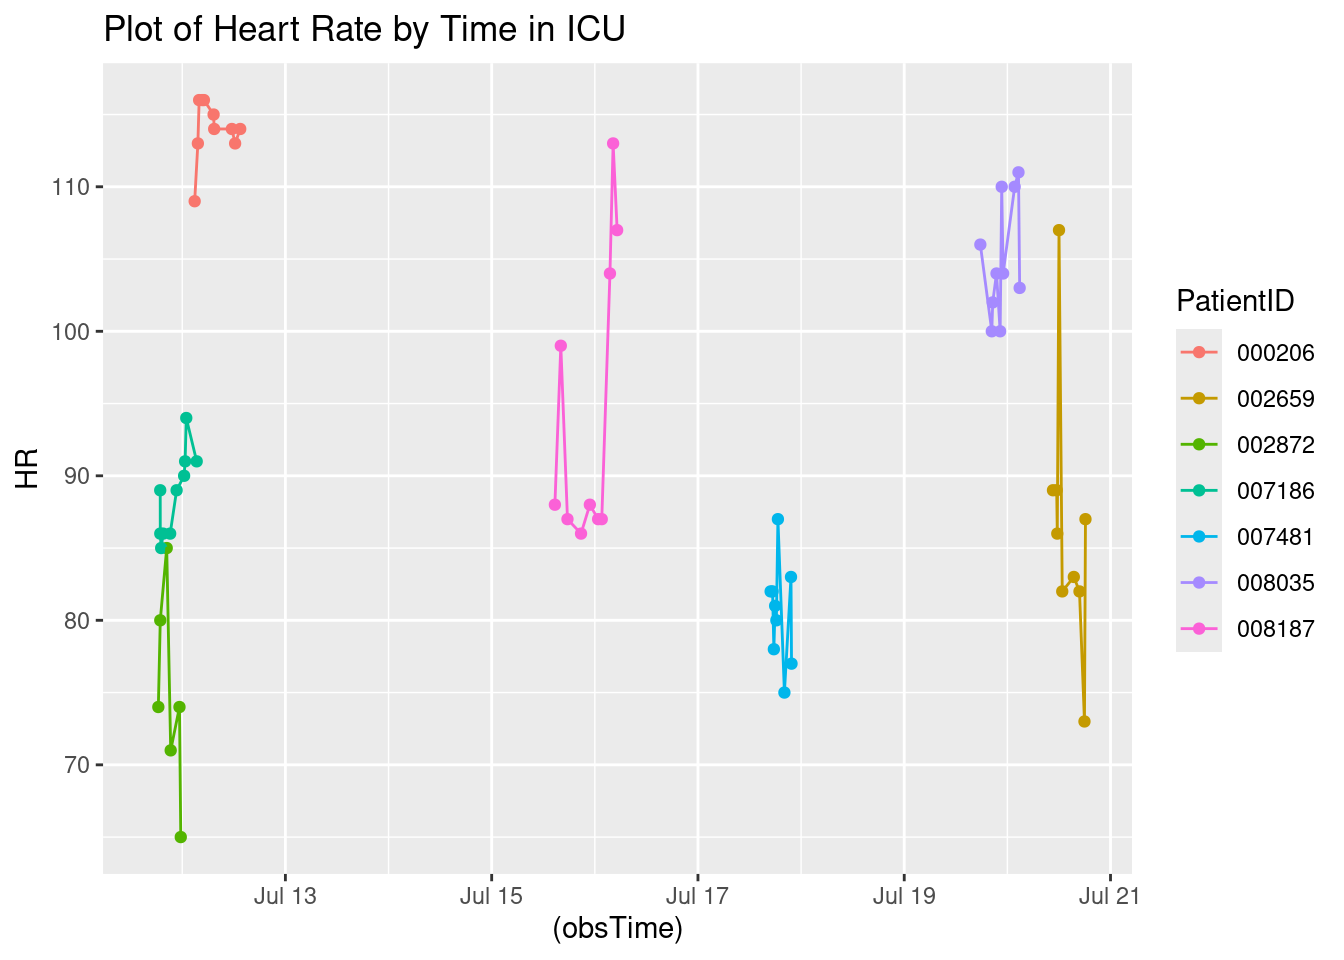 Plot of Heart Rate by Time in ICU
HR
110
100
90
80
70
Jul 13 Jul 15 Jul 17 Jul 19 Jul 21
(obsTime)
PatientID
000206
002659
002872
007186
007481
008035
008187